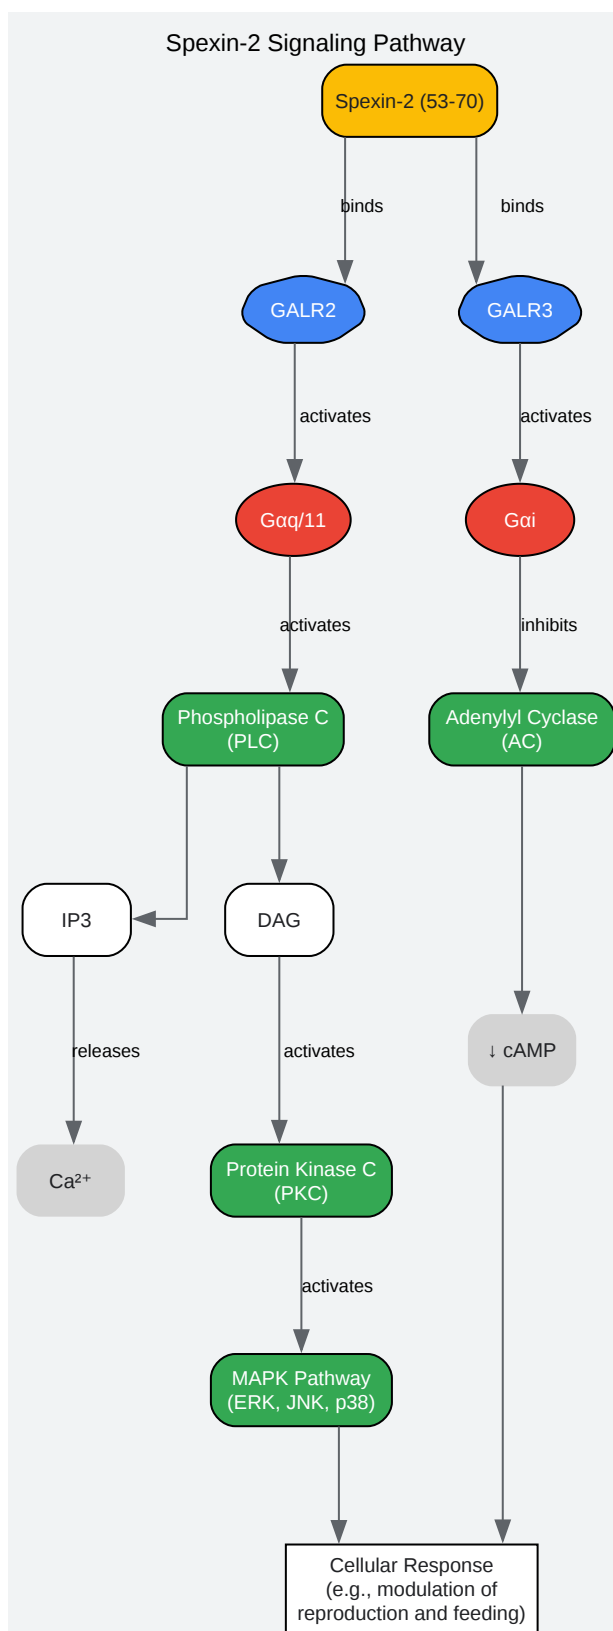 Spexin-2 Signaling Pathway
Spexin-2 (53-70)
binds
binds
GALR2
GALR3
activates
activates
Gαq/11
Gαi
activates
inhibits
Phospholipase C
(PLC)
Adenylyl Cyclase
(AC)
IP3
DAG
releases
activates
↓ cAMP
Ca²⁺
Protein Kinase C
(PKC)
activates
MAPK Pathway
(ERK, JNK, p38)
Cellular Response
(e.g., modulation of
reproduction and feeding)